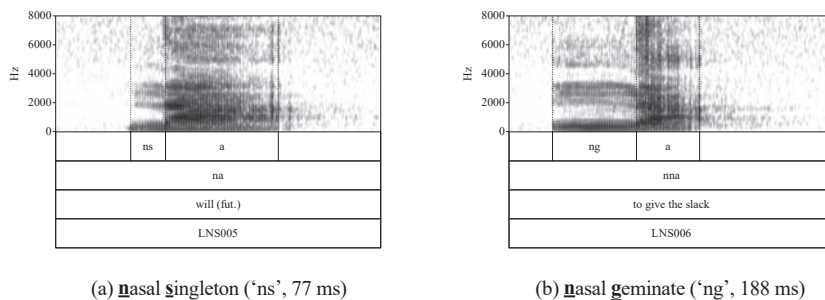 8000
6000
4000
2000
0
Hz
ns a
na
will (fut.)
LNS005
(a) nasal singleton (‘ns’, 77 ms)
8000
6000
4000
2000
0
Hz
ng a
nna
to give the slack
LNS006
(b) nasal geminate (‘ng’, 188 ms)